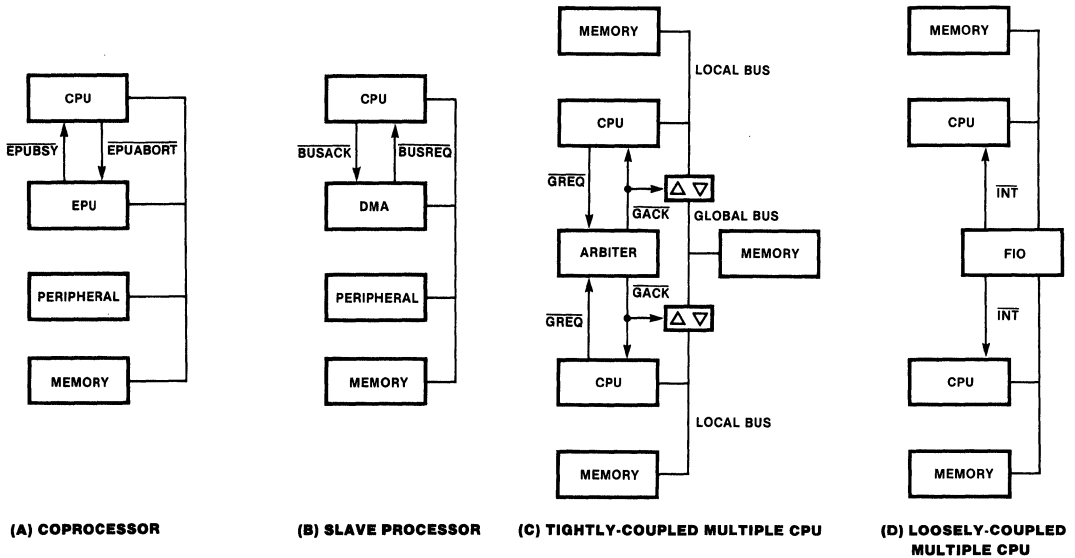 CPU
EPUBSY
EPUABORT
EPU
PERIPHERAL
MEMORY
(A) COPROCESSOR
CPU
BUSACK
BUSREQ
DMA
PERIPHERAL
MEMORY
(B) SLAVE PROCESSOR
MEMORY
LOCAL BUS
CPU
GREQ
GACK
GLOBAL BUS
ARBITER
MEMORY
GACK
GREQ
CPU
LOCAL BUS
MEMORY
(C) TIGHTLY-COUPLED MULTIPLE CPU
MEMORY
CPU
INT
FIO
INT
CPU
MEMORY
(D) LOOSELY-COUPLED
MULTIPLE CPU